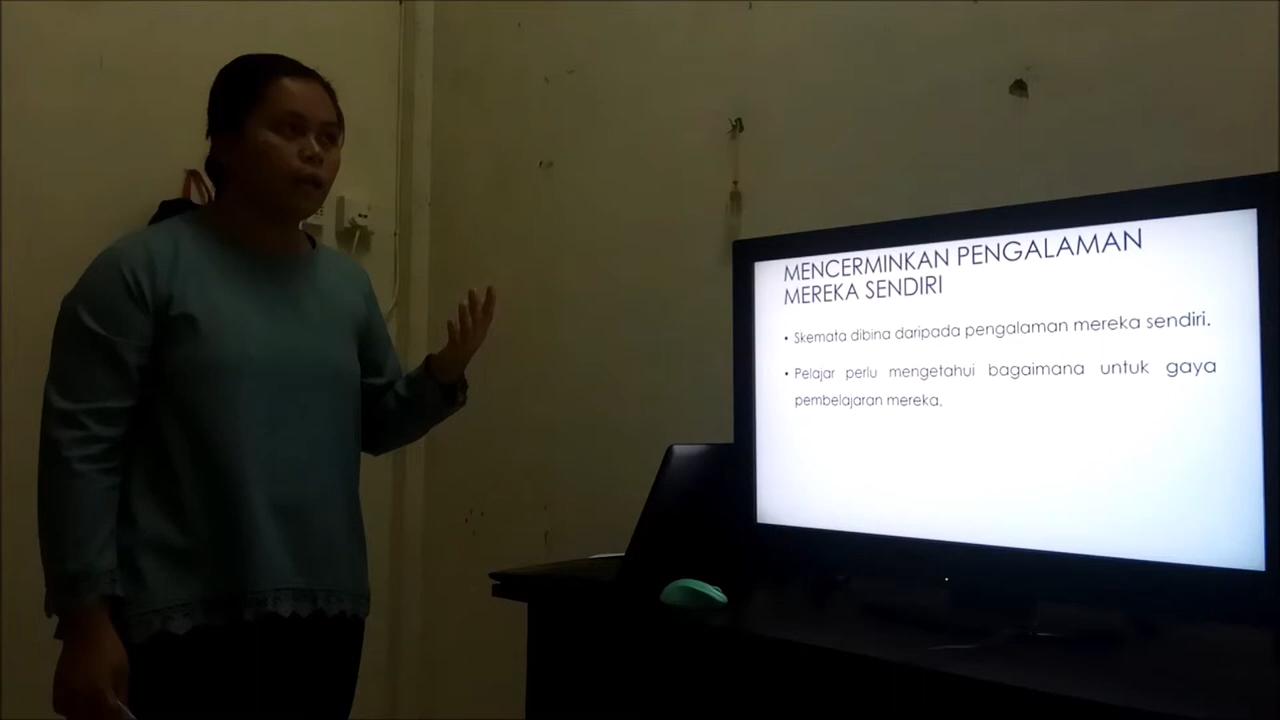 MENCERMINKAN PENGALAMAN
MEREKA SENDIRI
• Skemata dibina daripada pengalaman mereka sendiri.
• Pelajar perlu mengetahui bagaimana untuk gaya
pembelajaran mereka.